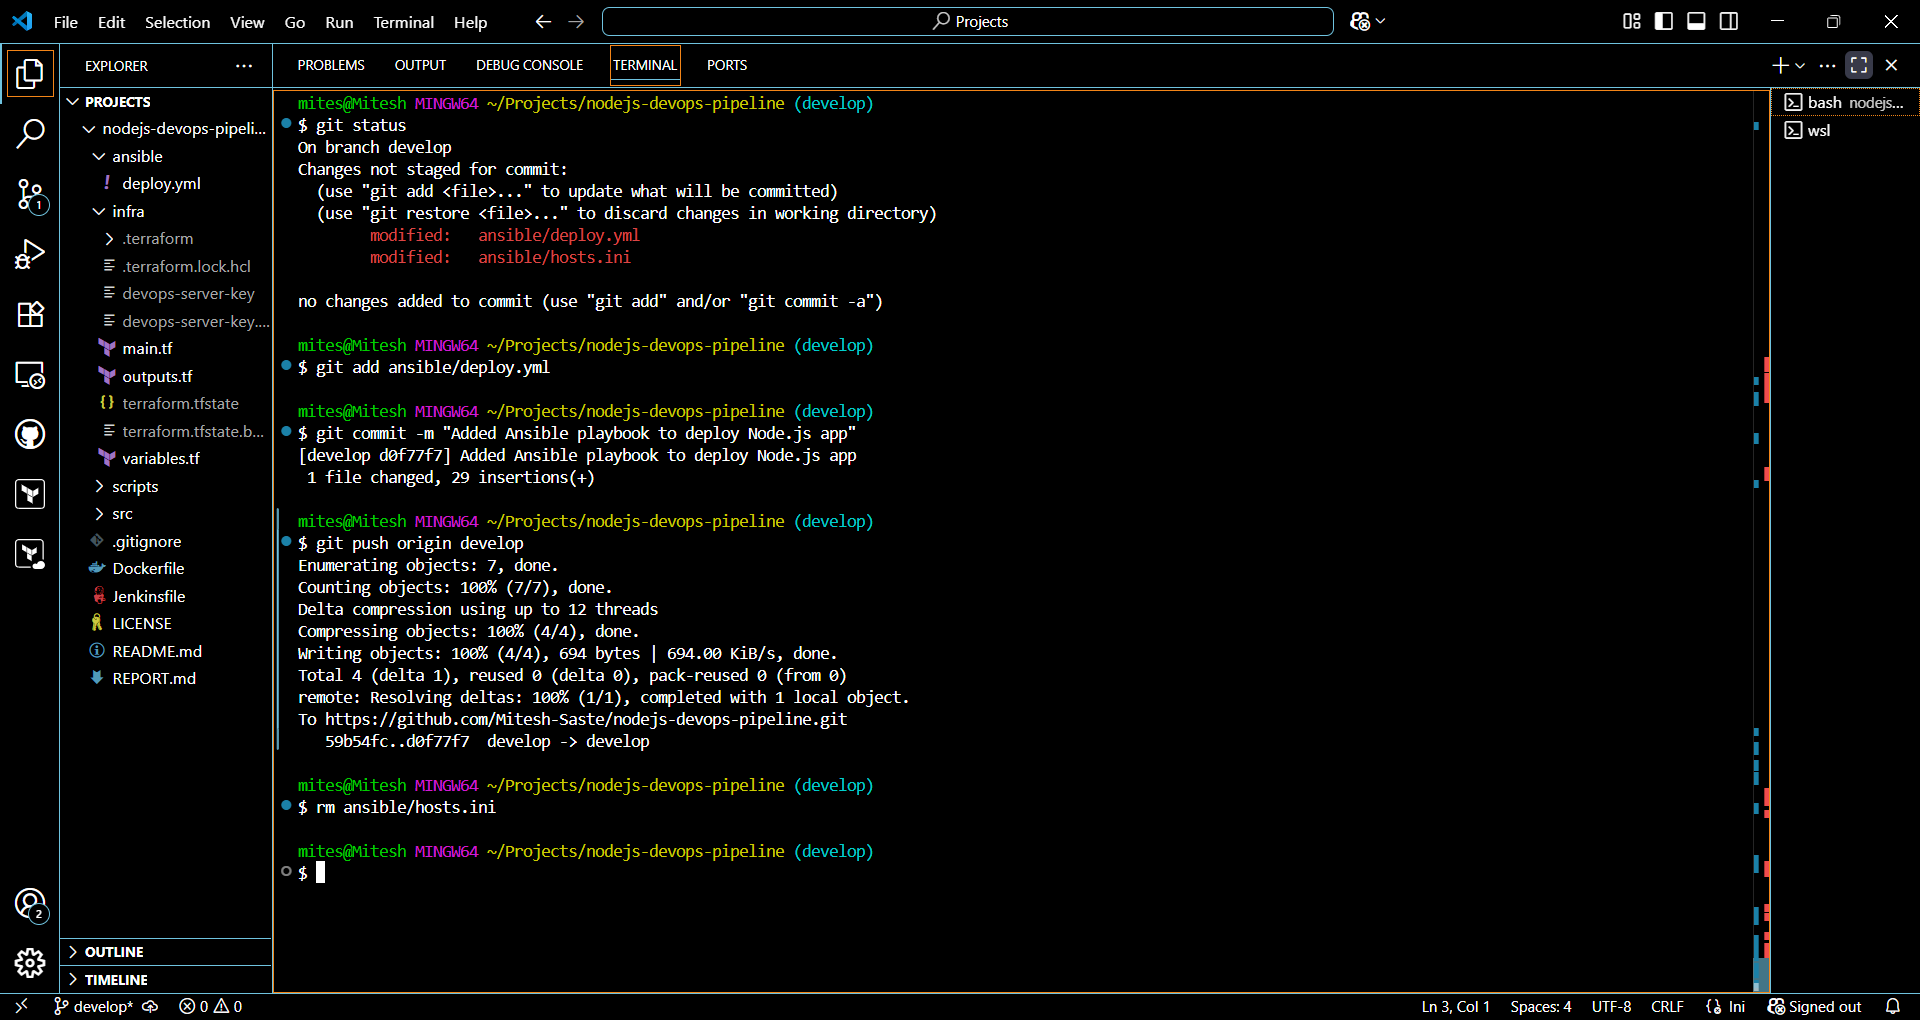 File Edit Selection View Go Run Terminal Help
Projects
EXPLORER
PROBLEMS OUTPUT DEBUG CONSOLE TERMINAL PORTS
PROJECTS
nodejs-devops-pipeli...
ansible
deploy.yml
infra
.terraform
.terraform.lock.hcl
devops-server-key
devops-server-key....
main.tf
outputs.tf
terraform.tfstate
terraform.tfstate.b...
variables.tf
scripts
src
.gitignore
Dockerfile
Jenkinsfile
LICENSE
README.md
REPORT.md
OUTLINE
TIMELINE
1
2
mites@Mitesh MINGW64 ~/Projects/nodejs-devops-pipeline (develop)
$ git status
On branch develop
Changes not staged for commit:
(use "git add <file>..." to update what will be committed)
(use "git restore <file>..." to discard changes in working directory)
modified: ansible/deploy.yml
modified: ansible/hosts.ini
no changes added to commit (use "git add" and/or "git commit -a")
mites@Mitesh MINGW64 ~/Projects/nodejs-devops-pipeline (develop)
$ git add ansible/deploy.yml
mites@Mitesh MINGW64 ~/Projects/nodejs-devops-pipeline (develop)
$ git commit -m "Added Ansible playbook to deploy Node.js app"
[develop d0f77f7] Added Ansible playbook to deploy Node.js app
1 file changed, 29 insertions(+)
mites@Mitesh MINGW64 ~/Projects/nodejs-devops-pipeline (develop)
$ git push origin develop
Enumerating objects: 7, done.
Counting objects: 100% (7/7), done.
Delta compression using up to 12 threads
Compressing objects: 100% (4/4), done.
Writing objects: 100% (4/4), 694 bytes | 694.00 KiB/s, done.
Total 4 (delta 1), reused 0 (delta 0), pack-reused 0 (from 0)
remote: Resolving deltas: 100% (1/1), completed with 1 local object.
To https://github.com/Mitesh-Saste/nodejs-devops-pipeline.git
59b54fc..d0f77f7 develop -> develop
mites@Mitesh MINGW64 ~/Projects/nodejs-devops-pipeline (develop)
$ rm ansible/hosts.ini
mites@Mitesh MINGW64 ~/Projects/nodejs-devops-pipeline (develop)
$
bash nodejs...
wsl
develop* 0 0 Ln 3, Col 1 Spaces: 4 UTF-8 CRLF Ini Signed out